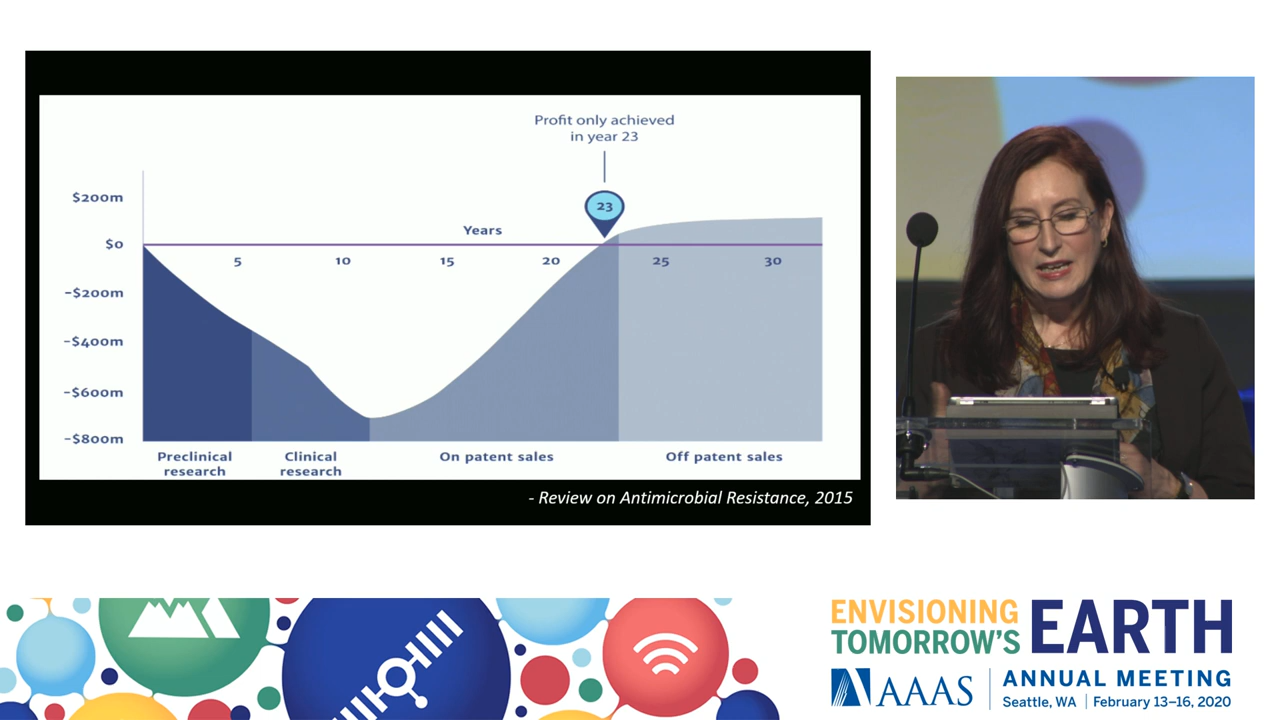 Profit only achieved
in year 23
$200m
23
Years
$0
5
10
15
20
25
30
−$200m
−$400m
−$600m
−$800m
Preclinical
research
Clinical
research
On patent sales
Off patent sales
- Review on Antimicrobial Resistance, 2015
ENVISIONING
TOMORROW'S
EARTH
AAAS
ANNUAL MEETING
Seattle, WA | February 13–16, 2020